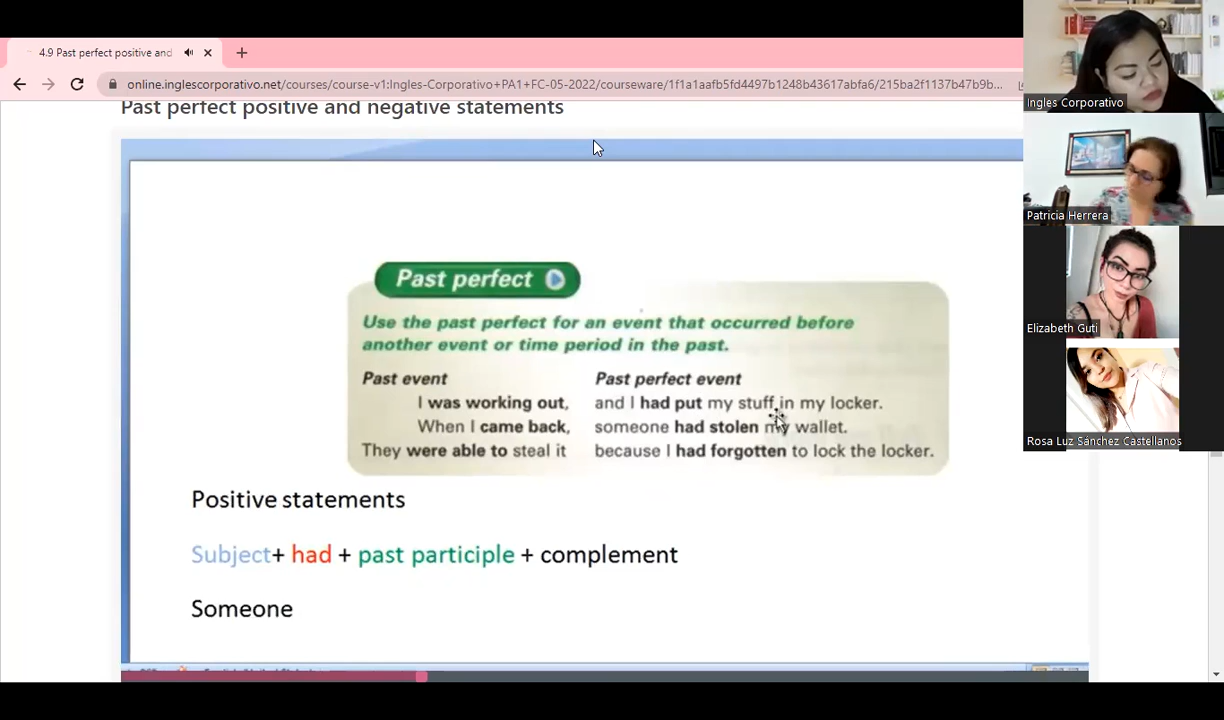 4.9 Past perfect positive and
online.inglescorporativo.net/courses/course-v1:Ingles-Corporativo+PA1+FC-05-2022/courseware/1f1a1aafb5fd4497b1248b43617abfa6/215ba2f1137b47b9b...
Past perfect positive and negative statements
Past perfect
Use the past perfect for an event that occurred before
another event or time period in the past.
Past event Past perfect event
I was working out, and I had put my stuff in my locker.
When I came back, someone had stolen my wallet.
They were able to steal it because I had forgotten to lock the locker.
Positive statements
Subject+ had + past participle + complement
Someone
Ingles Corporativo
Patricia Herrera
Elizabeth Guti
Rosa Luz Sánchez Castellanos